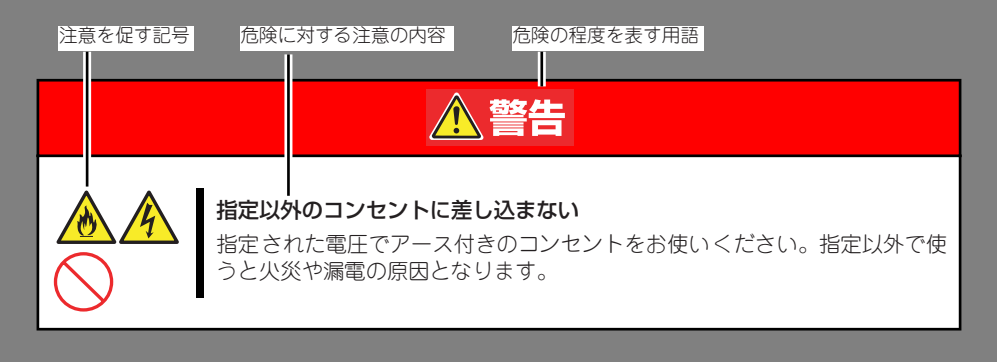 注意を促す記号
危険に対する注意の内容
危険の程度を表す用語
警告
指定以外のコンセントに差し込まない
指定された電圧でアース付きのコンセントをお使いください。指定以外で使
うと火災や漏電の原因となります。